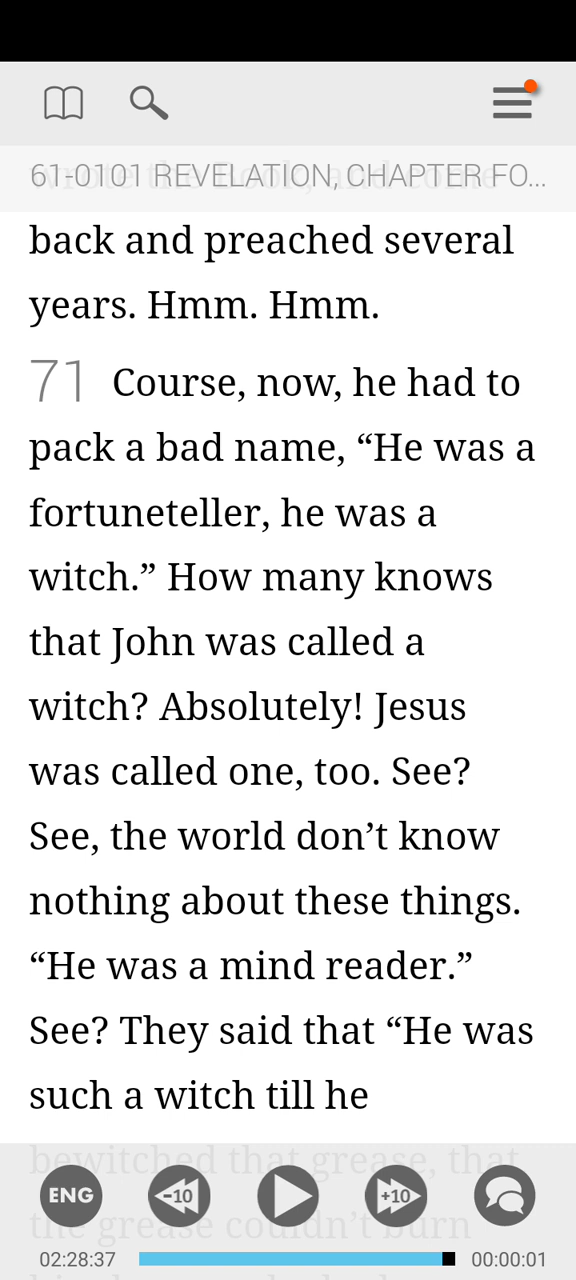 61-0101 REVELATION, CHAPTER FO...
back and preached several
years. Hmm. Hmm.
71 Course, now, he had to
pack a bad name, “He was a
fortuneteller, he was a
witch.” How many knows
that John was called a
witch? Absolutely! Jesus
was called one, too. See?
See, the world don’t know
nothing about these things.
“He was a mind reader.”
See? They said that “He was
such a witch till he
bewitched that grease, that
the grease couldn’t burn
ENG
-10
+10
02:28:37
00:00:01